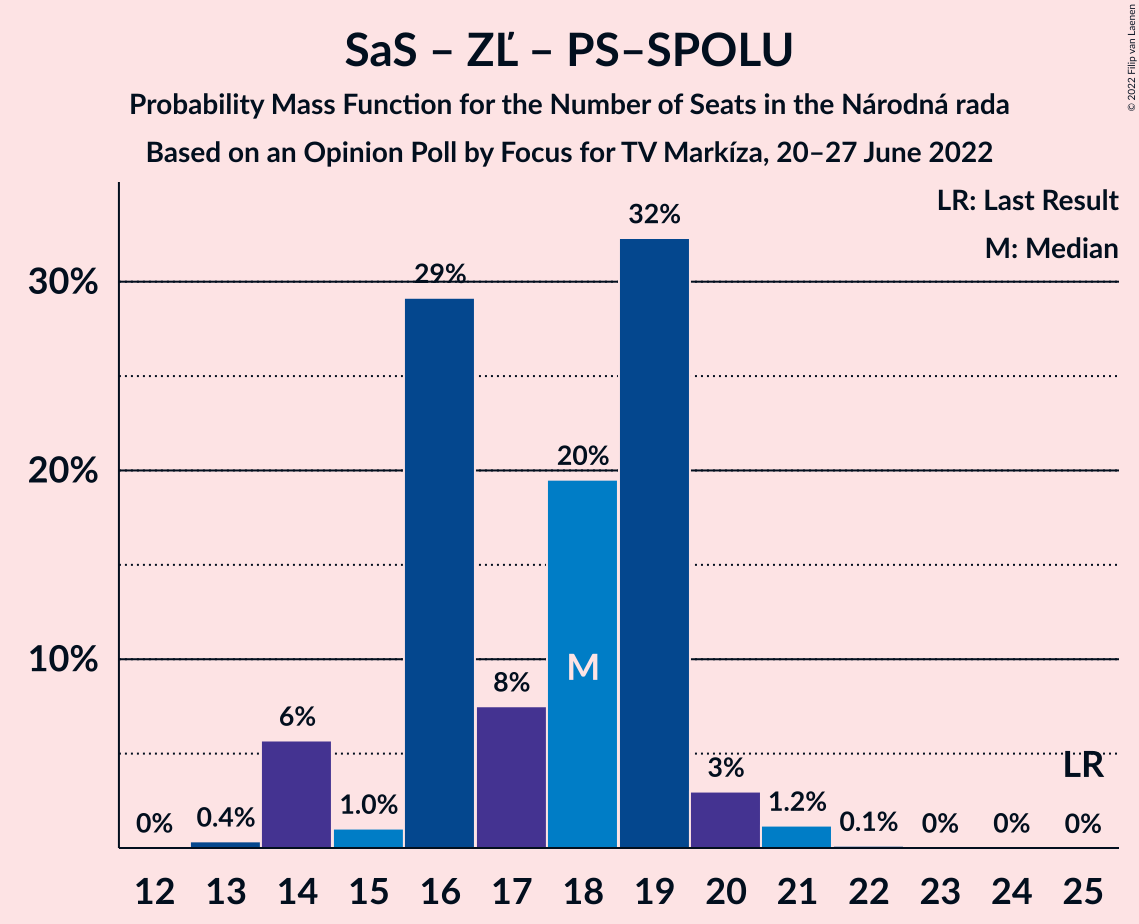 SaS – ZĽ – PS–SPOLU
Probability Mass Function for the Number of Seats in the Národná rada
Based on an Opinion Poll by Focus for TV Markíza, 20–27 June 2022
© 2022 Filip van Laenen
LR: Last Result
M: Median
30%
20%
10%
0%
0.4%
6%
1.0%
29%
8%
20%
32%
3%
1.2%
0.1%
0%
0%
0%
M
LR
12 13 14 15 16 17 18 19 20 21 22 23 24 25